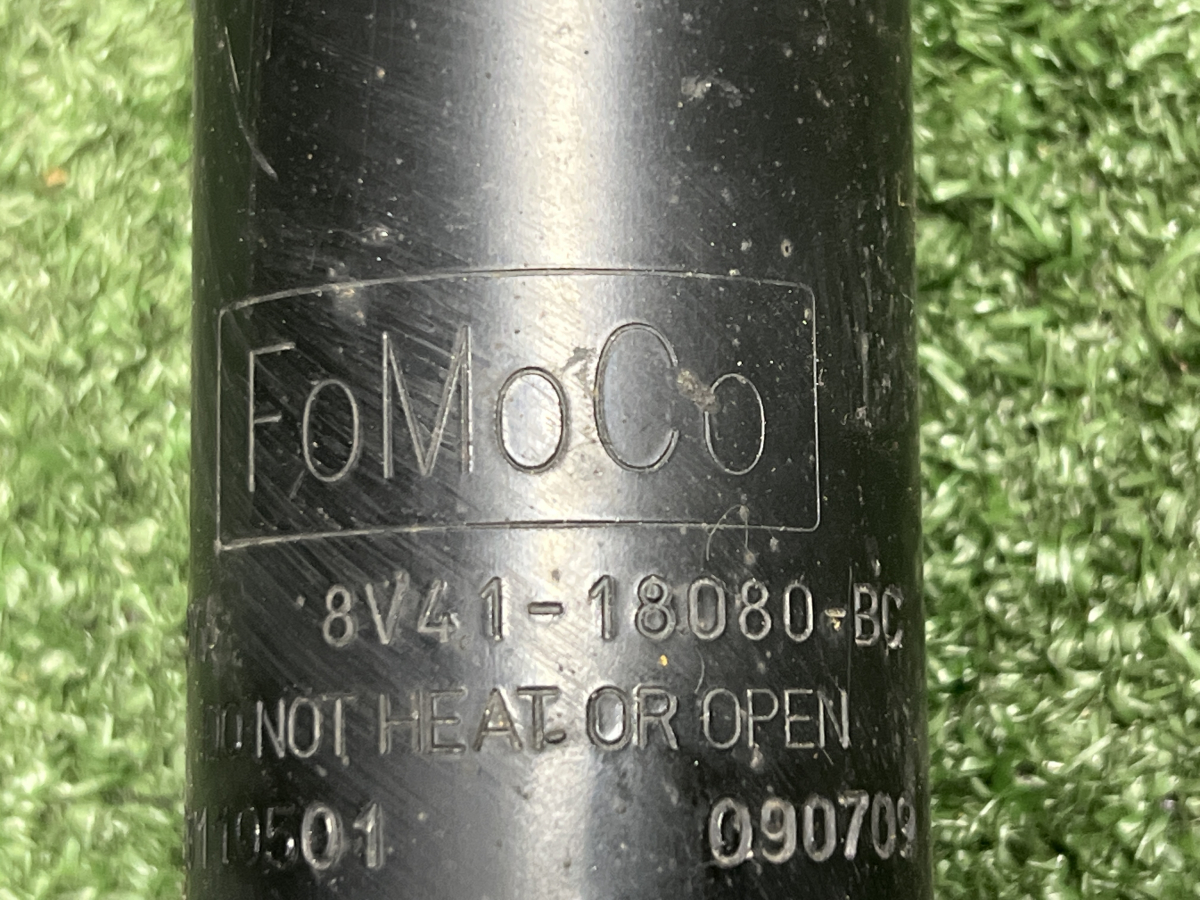 FoMoCo
8V41-18080-BC
DO NOT HEAT OR OPEN
110501 090709